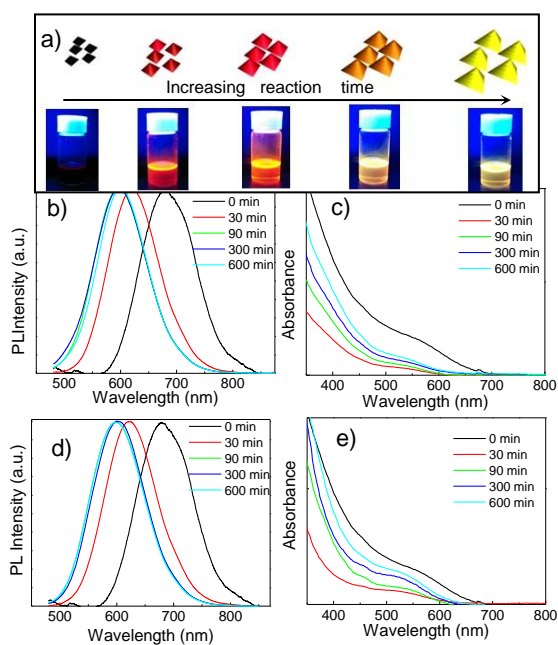 a)
Increasing reaction time
b)
PLIntensity (a.u.)
0 min
30 min
90 min
300 min
600 min
500 600 700 800
Wavelength (nm)
c)
Absorbance
0 min
30 min
90 min
300 min
600 min
400 500 600 700 800
Wavelength (nm)
d)
PL Intensity (a.u.)
0 min
30 min
90 min
300 min
600 min
500 600 700 800
Wavelength (nm)
e)
Absorbance
0 min
30 min
90 min
300 min
600 min
400 500 600 700 800
Wavelength (nm)